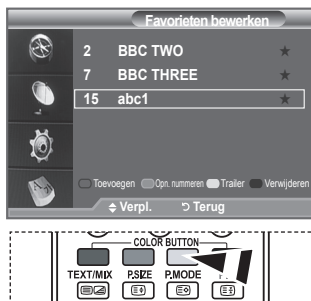 Favorieten bewerken
2 BBC TWO ★
7 BBC THREE ★
15 abc1 ★
Toevoegen Opn. nummeren Trailer Verwijderen
Verpl. Terug
COLOR BUTTON
TEXT/MIX P.SIZE P.MODE